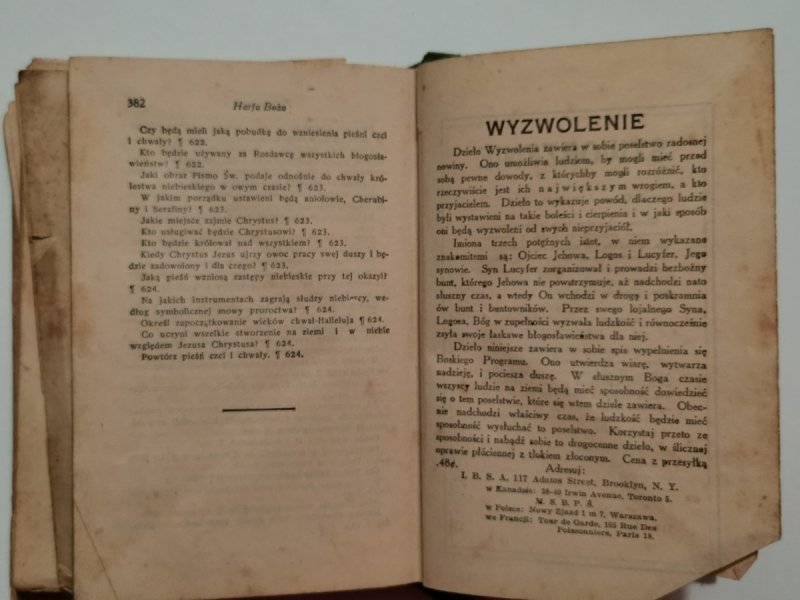 382
Harfa Boża
Czy będą mieli jaką pobudkę do wzniesienia pieśni czci
i chwały? ¶ 622.
Kto będzie używany za Rozdawcę wszystkich błogosła-
wieństw? ¶ 622.
Jaki obraz Pismo Św. podaje odnośnie do chwały kró-
lestwa niebieskiego w owym czasie? ¶ 623.
W jakim porządku ustawieni będą aniołowie, Cherubi-
ny i Serafiny? ¶ 623.
Jakie miejsce zajmie Chrystus? ¶ 623.
Kto usługiwać będzie Chrystusowi? ¶ 623.
Kto będzie królował nad wszystkiem? ¶ 623.
Kiedy Chrystus Jezus ujrzy owoc pracy swej duszy i bę-
dzie zadowolony i dla czego? ¶ 623.
Jaką pieśń wzniosą zastępy niebieskie przy tej okazyi?
¶ 624.
Na jakich instrumentach zagrają słudzy niebiescy, we-
dług symbolicznej mowy proroctwa? ¶ 624.
Określ zapoczątkowanie wieków chwał-Halleluja ¶ 624.
Co uczyni wszelkie stworzenie na ziemi i w niebie
względem Jezusa Chrystusa? ¶ 624.
Powtórz pieśń czci i chwały. ¶ 624.
WYZWOLENIE
Dzieło Wyzwolenia zawiera w sobie poselstwo radosnej
nowiny. Ono umożliwia ludziom, by mogli mieć przed
sobą pewne dowody, z którychby mogli rozróżnić, kto
rzeczywiście jest ich największym wrogiem, a kto
przyjacielem. Dzieło to wykazuje powód, dlaczego ludzie
byli wystawieni na takie boleści i cierpienia i w jaki sposób
oni będą wyzwoleni od swych nieprzyjaciół.
Imiona trzech potężnych istot, w niem wykazane
znakomitemi są: Ojciec Jehowa, Logos i Lucyfer, Jego
synowie. Syn Lucyfer zorganizował i prowadzi bezbożny
bunt, którego Jehowa nie powstrzymuje, aż nadchodzi nato
słuszny czas, a wtedy On wchodzi w drogę i poskramnia
ów bunt i buntowników. Przez swego lojalnego Syna,
Logosa, Bóg w zupełności wyzwala ludzkość i równocześnie
zsyła swoje łaskawe błogosławieństwa dla niej.
Dzieło niniejsze zawiera w sobie spis wypełnienia się
Boskiego Programu. Ono utwierdza wiarę, wytwarza
nadzieję, i pociesza duszę. W słusznym Boga czasie
wszyscy ludzie na ziemi będą mieć sposobność dowiedzieć
się o tem poselstwie, które się wtem dziele zawiera. Obec-
nie nadchodzi właściwy czas, że ludzkość będzie mieć
sposobność wysłuchać to poselstwo. Korzystaj przeto ze
sposobności i nabądź sobie to drogocenne dzieło, w ślicznej
oprawie płóciennej z tłokiem złoconym. Cena z przesyłką
.48¢.
Adresuj:
I. B. S. A. 117 Adams Street, Brooklyn, N. Y.
w Kanadzie: 38-40 Irwin Avenue, Toronto 5.
M. S. B. P. Ś.
w Polsce: Nowy Zjazd 1 m 7, Warszawa.
we Francji: Tour de Garde, 105 Rue Des
Poissonniers, Paris 18.